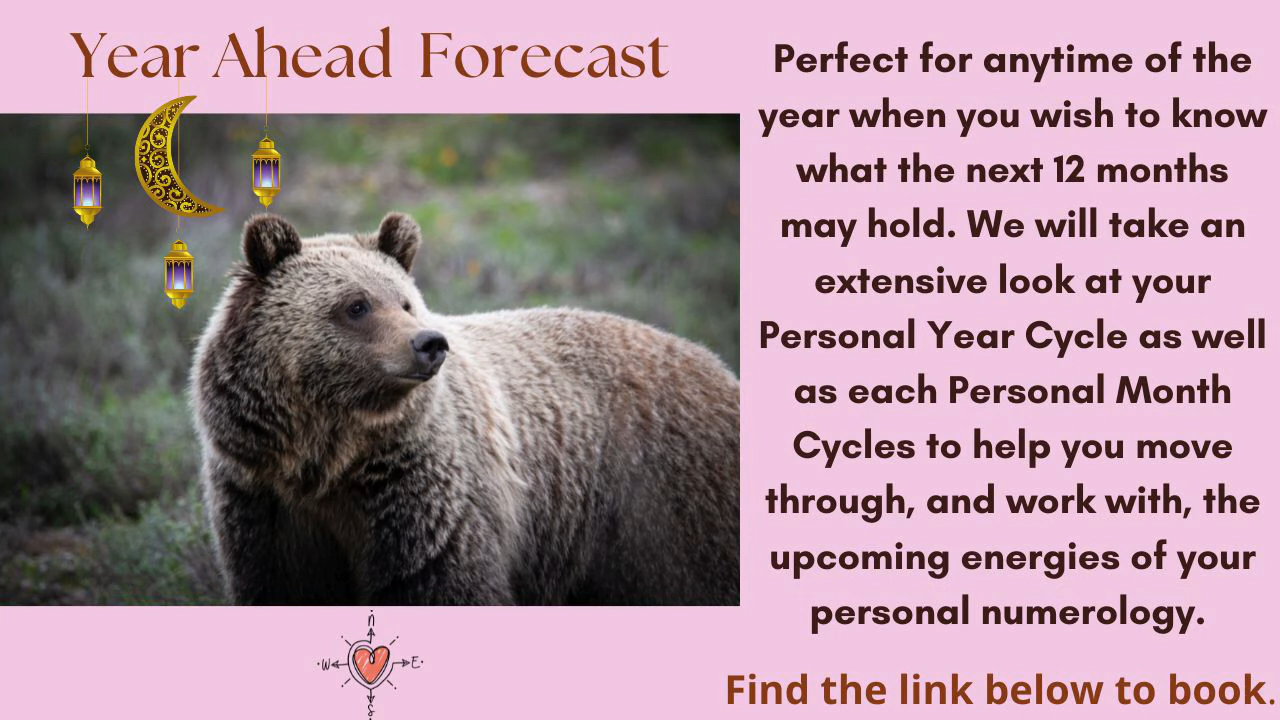 Year Ahead Forecast
Perfect for anytime of the
year when you wish to know
what the next 12 months
may hold. We will take an
extensive look at your
Personal Year Cycle as well
as each Personal Month
Cycles to help you move
through, and work with, the
upcoming energies of your
personal numerology.
n
W E
S
Find the link below to book.